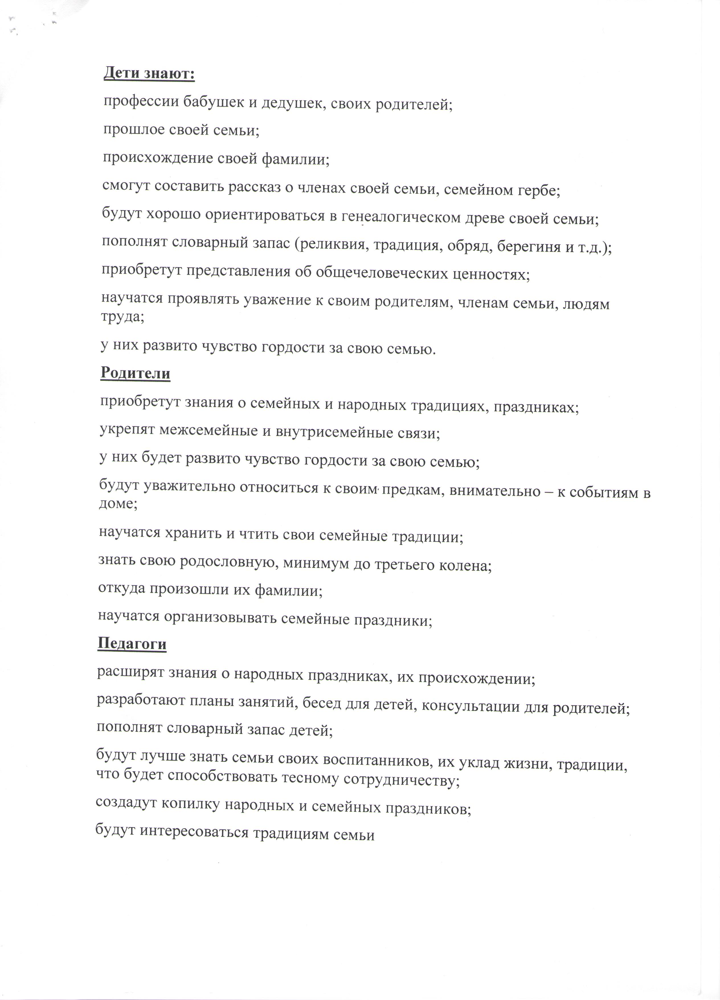 Дети знают:
профессии бабушек и дедушек, своих родителей;
прошлое своей семьи;
происхождение своей фамилии;
смогут составить рассказ о членах своей семьи, семейном гербе;
будут хорошо ориентироваться в генеалогическом древе своей семьи;
пополнят словарный запас (реликвия, традиция, обряд, берегиня и т.д.);
приобретут представления об общечеловеческих ценностях;
научатся проявлять уважение к своим родителям, членам семьи, людям
труда;
у них развито чувство гордости за свою семью.
Родители
приобретут знания о семейных и народных традициях, праздниках;
укрепят межсемейные и внутрисемейные связи;
у них будет развито чувство гордости за свою семью;
будут уважительно относиться к своим предкам, внимательно – к событиям в
доме;
научатся хранить и чтить свои семейные традиции;
знать свою родословную, минимум до третьего колена;
откуда произошли их фамилии;
научатся организовывать семейные праздники;
Педагоги
расширят знания о народных праздниках, их происхождении;
разработают планы занятий, бесед для детей, консультации для родителей;
пополнят словарный запас детей;
будут лучше знать семьи своих воспитанников, их уклад жизни, традиции,
что будет способствовать тесному сотрудничеству;
создадут копилку народных и семейных праздников;
будут интересоваться традициям семьи